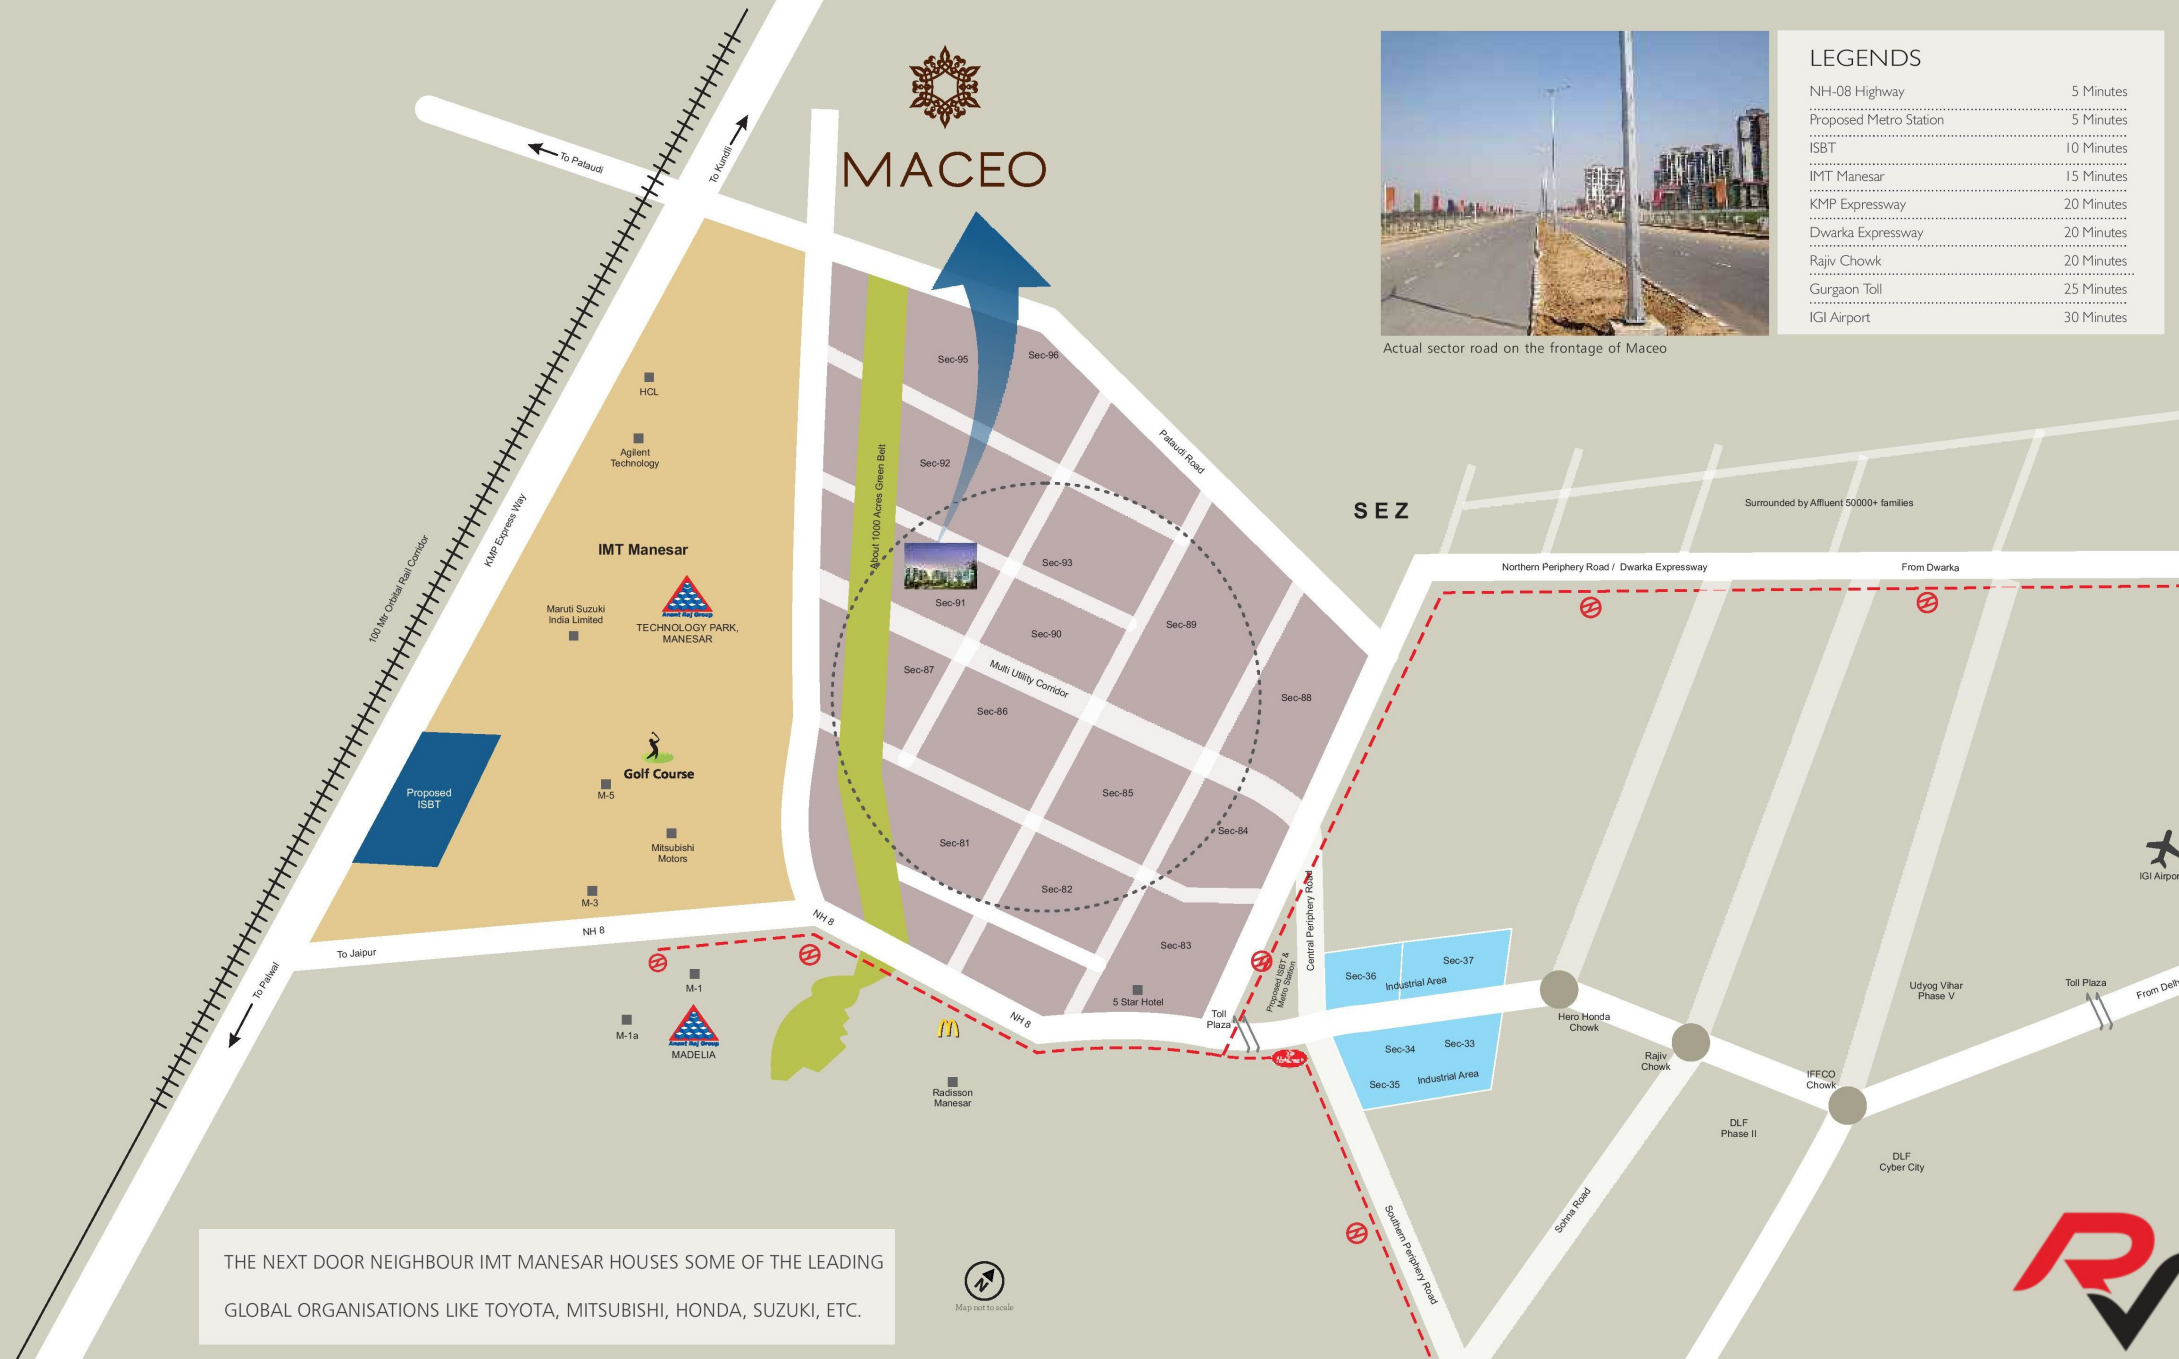 MACEO
LEGENDS
NH-08 Highway 5 Minutes
Proposed Metro Station 5 Minutes
ISBT 10 Minutes
IMT Manesar 15 Minutes
KMP Expressway 20 Minutes
Dwarka Expressway 20 Minutes
Rajiv Chowk 20 Minutes
Gurgaon Toll 25 Minutes
IGI Airport 30 Minutes
Actual sector road on the frontage of Maceo
To Pataudi
To Kundli
Sec-95
Sec-96
HCL
Agilent
Technology
Sec-92
About 1000 Acres Green Belt
Pataudi Road
SEZ
Surrounded by Affluent 50000+ families
KMP Express Way
100 Mtr Orbital Rail Corridor
IMT Manesar
Sec-93
Northern Periphery Road / Dwarka Expressway
From Dwarka
Maruti Suzuki
India Limited
Anant Raj Group
TECHNOLOGY PARK,
MANESAR
Sec-91
Sec-90
Sec-89
Sec-87
Multi Utility Corridor
Sec-86
Sec-88
Golf Course
Proposed
ISBT
M-5
Sec-85
Mitsubishi
Motors
Sec-81
Sec-84
IGI Airpor
M-3
Sec-82
NH 8
NH 8
To Jaipur
To Palwal
Sec-83
Central Periphery Road
Proposed ISBT &
Metro Station
Sec-36
Sec-37
Industrial Area
M-1
5 Star Hotel
Udyog Vihar
Phase V
Toll Plaza
From Delh
M-1a
Anant Raj Group
MADELIA
NH 8
Toll
Plaza
Hero Honda
Chowk
Sec-34
Sec-33
Sec-35
Industrial Area
Rajiv
Chowk
IFFCO
Chowk
Radisson
Manesar
DLF
Phase II
DLF
Cyber City
Southern Periphery Road
Sohna Road
THE NEXT DOOR NEIGHBOUR IMT MANESAR HOUSES SOME OF THE LEADING
GLOBAL ORGANISATIONS LIKE TOYOTA, MITSUBISHI, HONDA, SUZUKI, ETC.
N
Map not to scale